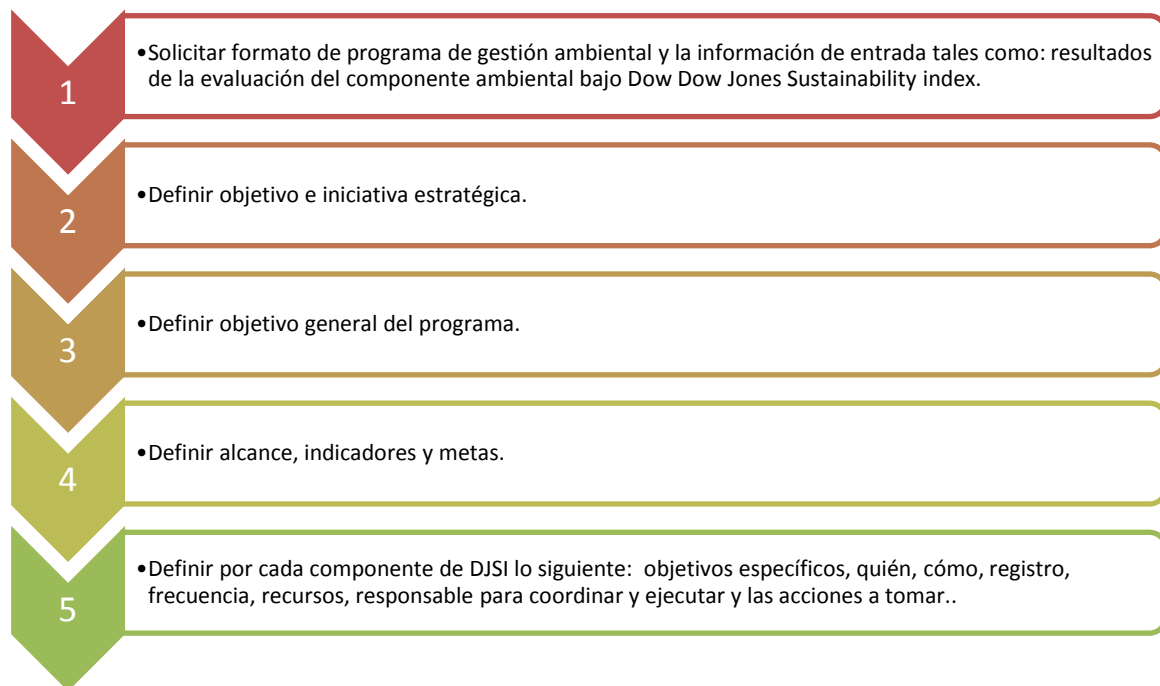 1
•Solicitar formato de programa de gestión ambiental y la información de entrada tales como: resultados
de la evaluación del componente ambiental bajo Dow Dow Jones Sustainability index.
2
•Definir objetivo e iniciativa estratégica.
3
•Definir objetivo general del programa.
4
•Definir alcance, indicadores y metas.
5
•Definir por cada componente de DJSI lo siguiente:  objetivos específicos, quién, cómo, registro,
frecuencia, recursos, responsable para coordinar y ejecutar y las acciones a tomar..